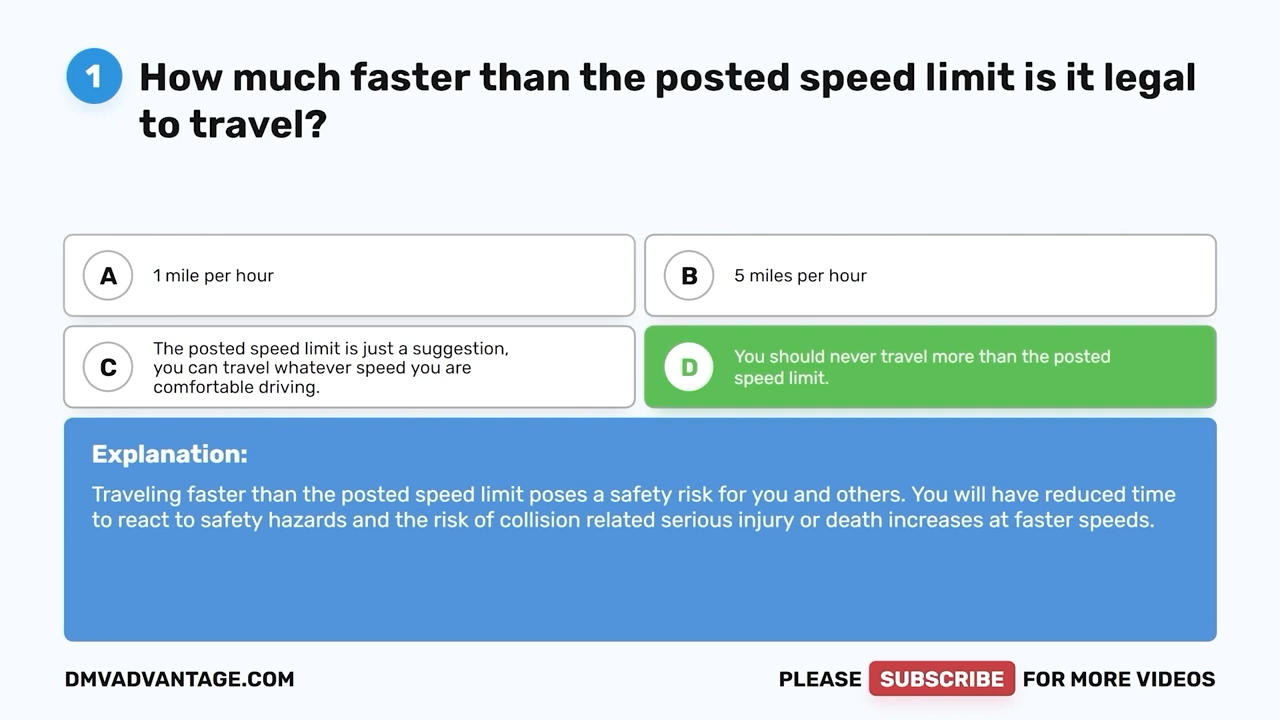 1
How much faster than the posted speed limit is it legal
to travel?
A
1 mile per hour
B
5 miles per hour
C
The posted speed limit is just a suggestion,
you can travel whatever speed you are
comfortable driving.
D
You should never travel more than the posted
speed limit.
Explanation:
Traveling faster than the posted speed limit poses a safety risk for you and others. You will have reduced time
to react to safety hazards and the risk of collision related serious injury or death increases at faster speeds.
DMVADVANTAGE.COM
PLEASE SUBSCRIBE FOR MORE VIDEOS